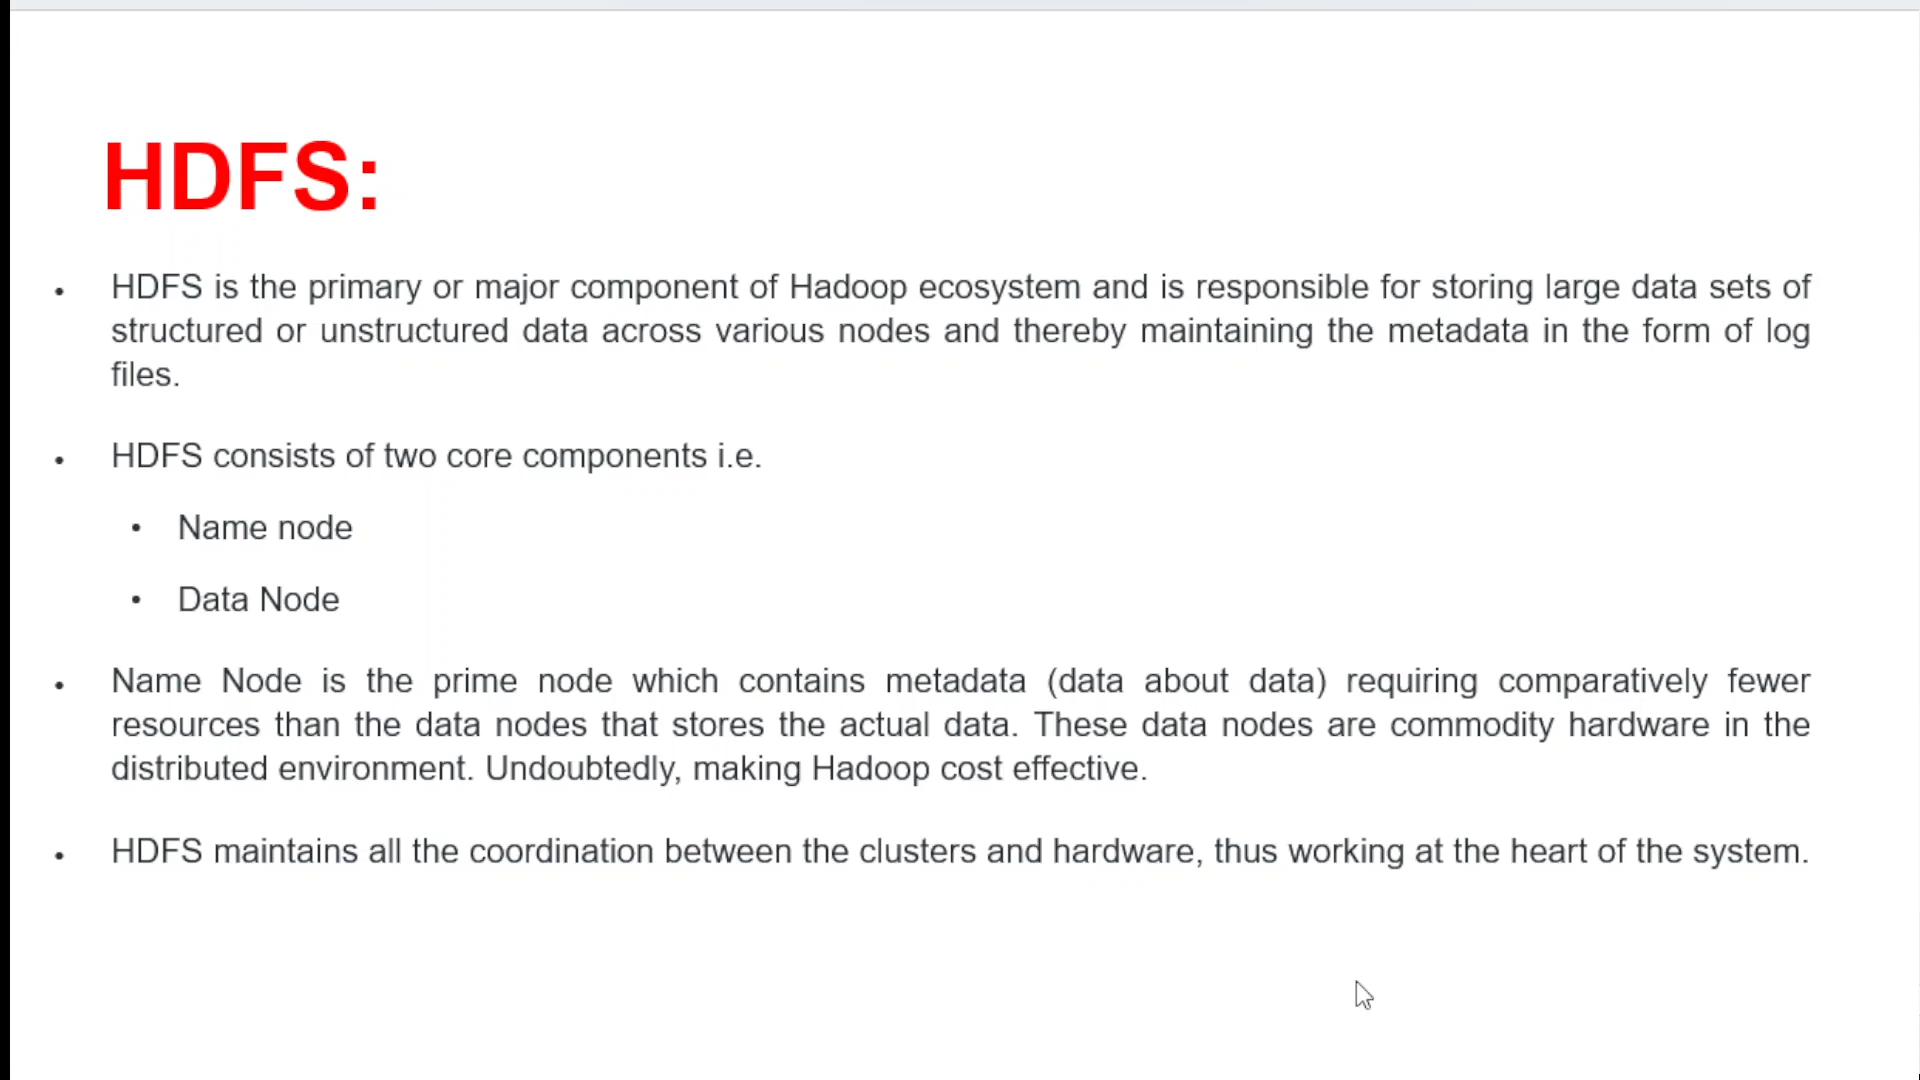 HDFS:
• HDFS is the primary or major component of Hadoop ecosystem and is responsible for storing large data sets of
structured or unstructured data across various nodes and thereby maintaining the metadata in the form of log
files.
• HDFS consists of two core components i.e.
• Name node
• Data Node
• Name Node is the prime node which contains metadata (data about data) requiring comparatively fewer
resources than the data nodes that stores the actual data. These data nodes are commodity hardware in the
distributed environment. Undoubtedly, making Hadoop cost effective.
• HDFS maintains all the coordination between the clusters and hardware, thus working at the heart of the system.